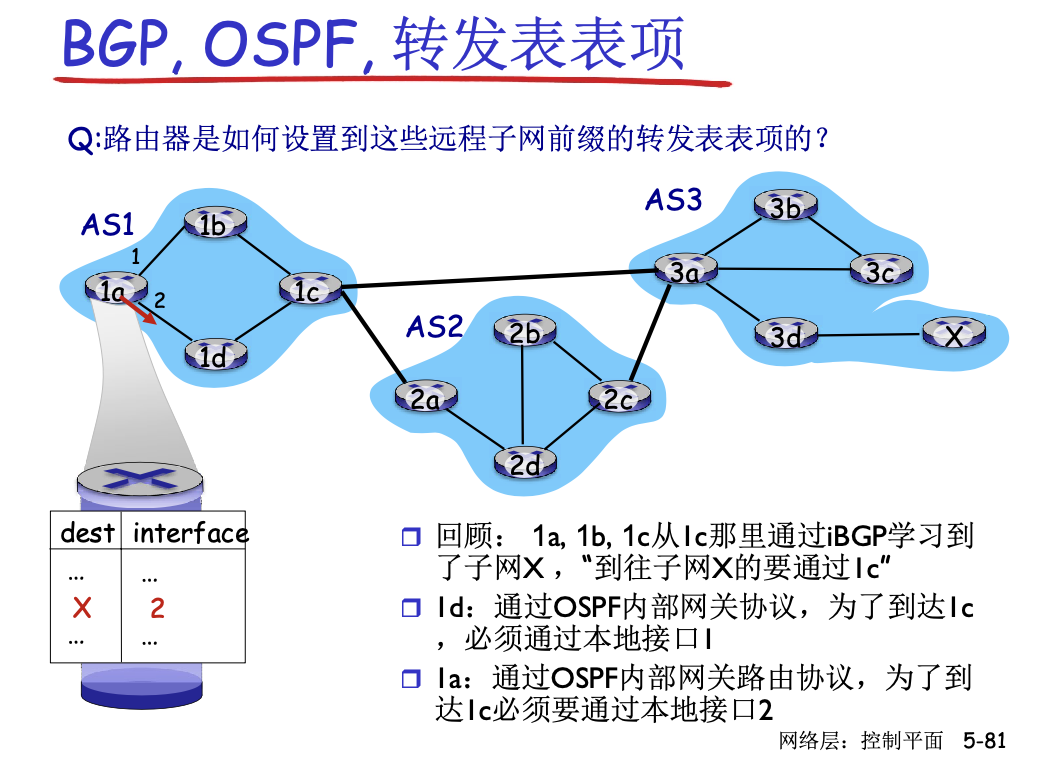 BGP, OSPF, 转发表表项
Q:路由器是如何设置到这些远程子网前缀的转发表表项的？
AS1
1b
1
1a
2
1c
1d
AS2
2b
2a
2c
2d
AS3
3b
3a
3c
3d
X
dest interface
... ...
X 2
... ...
回顾： 1a, 1b, 1c从1c那里通过iBGP学习到
了子网X ，“到往子网X的要通过1c”
1d：通过OSPF内部网关协议，为了到达1c
，必须通过本地接口1
1a：通过OSPF内部网关路由协议，为了到
达1c必须要通过本地接口2
网络层：控制平面 5-81